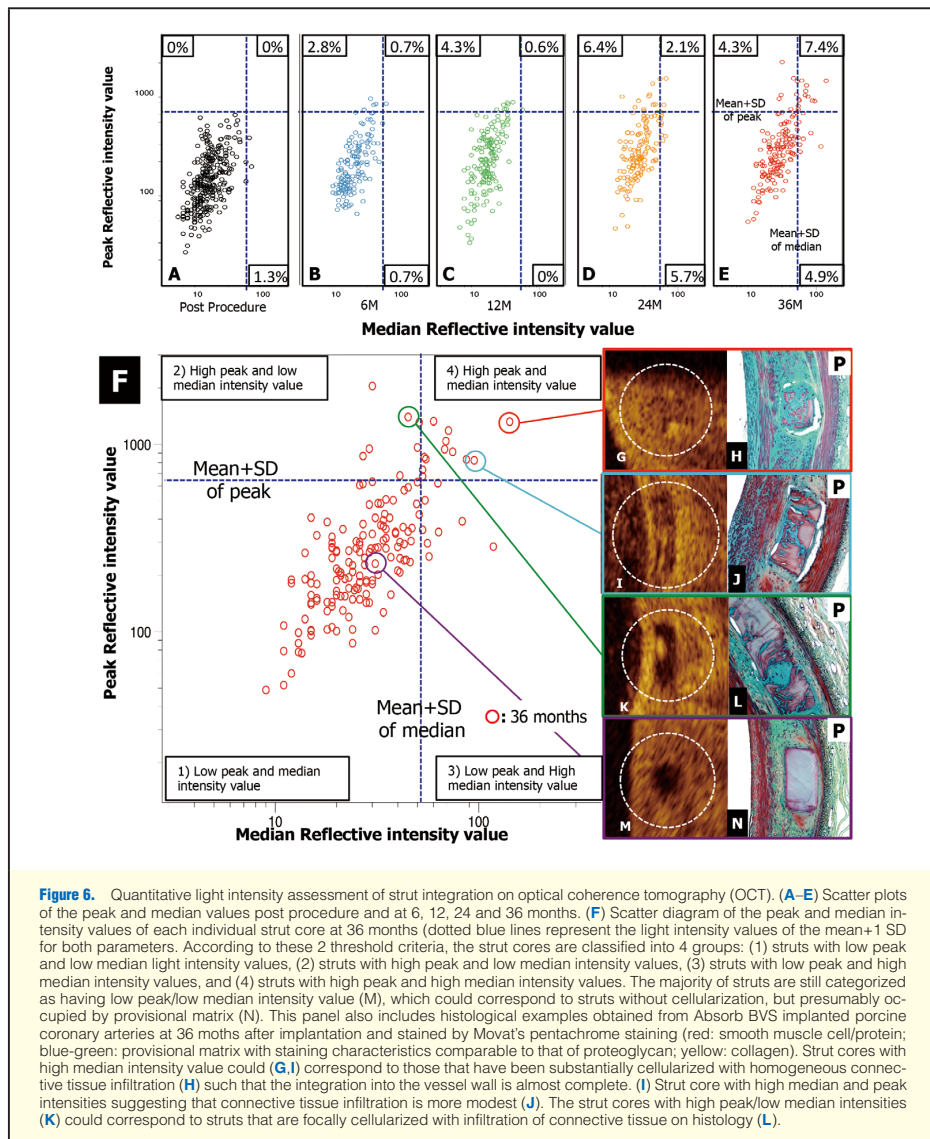 0% 0% 2.8% 0.7% 4.3% 0.6% 6.4% 2.1% 4.3% 7.4%
Peak Reflective intensity value
1000
100
Mean+SD
of peak
Mean+SD
of median
A B C D E
1.3% 0.7% 0% 5.7% 4.9%
10 100 10 100 10 100 10 100 10 100
Post Procedure 6M 12M 24M 36M
Median Reflective intensity value
F
2) High peak and low
median intensity value
4) High peak and
median intensity value
Peak Reflective intensity value
1000
100
Mean+SD
of peak
Mean+SD
of median
: 36 months
1) Low peak and median
intensity value
3) Low peak and High
median intensity value
10 100
Median Reflective intensity value
P
G H
P
I J
P
K L
P
M N
Figure 6. Quantitative light intensity assessment of strut integration on optical coherence tomography (OCT). (A–E) Scatter plots
of the peak and median values post procedure and at 6, 12, 24 and 36 months. (F) Scatter diagram of the peak and median in-
tensity values of each individual strut core at 36 months (dotted blue lines represent the light intensity values of the mean+1 SD
for both parameters. According to these 2 threshold criteria, the strut cores are classified into 4 groups: (1) struts with low peak
and low median light intensity values, (2) struts with high peak and low median intensity values, (3) struts with low peak and high
median intensity values, and (4) struts with high peak and high median intensity values. The majority of struts are still categorized
as having low peak/low median intensity value (M), which could correspond to struts without cellularization, but presumably oc-
cupied by provisional matrix (N). This panel also includes histological examples obtained from Absorb BVS implanted porcine
coronary arteries at 36 moths after implantation and stained by Movat's pentachrome staining (red: smooth muscle cell/protein;
blue-green: provisional matrix with staining characteristics comparable to that of proteoglycan; yellow: collagen). Strut cores with
high median intensity value could (G,I) correspond to those that have been substantially cellularized with homogeneous connec-
tive tissue infiltration (H) such that the integration into the vessel wall is almost complete. (I) Strut core with high median and peak
intensities suggesting that connective tissue infiltration is more modest (J). The strut cores with high peak/low median intensities
(K) could correspond to struts that are focally cellularized with infiltration of connective tissue on histology (L).